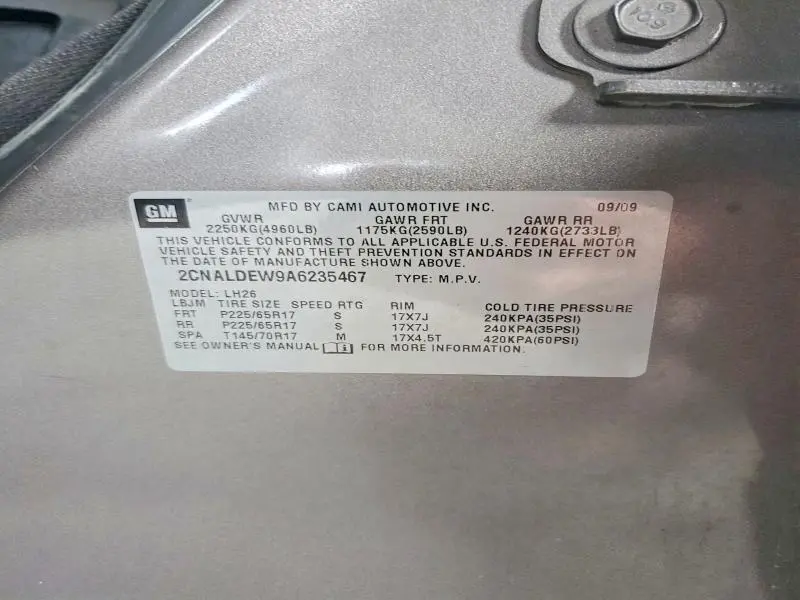 GM MFD BY CAMI AUTOMOTIVE INC. 09/09
GVWR GAWR FRT GAWR RR
2250KG(4960LB) 1175KG(2590LB) 1240KG(2733LB)
THIS VEHICLE CONFORMS TO ALL APPLICABLE U.S. FEDERAL MOTOR
VEHICLE SAFETY AND THEFT PREVENTION STANDARDS IN EFFECT ON
THE DATE OF MANUFACTURE SHOWN ABOVE.
2CNALDEW9A6235467 TYPE: M.P.V.
MODEL: LH26
LBJM TIRE SIZE SPEED RTG RIM COLD TIRE PRESSURE
FRT P225/65R17 S 17X7J 240KPA(35PSI)
RR P225/65R17 S 17X7J 240KPA(35PSI)
SPA T145/70R17 M 17X4.5T 420KPA(60PSI)
SEE OWNER'S MANUAL FOR MORE INFORMATION.